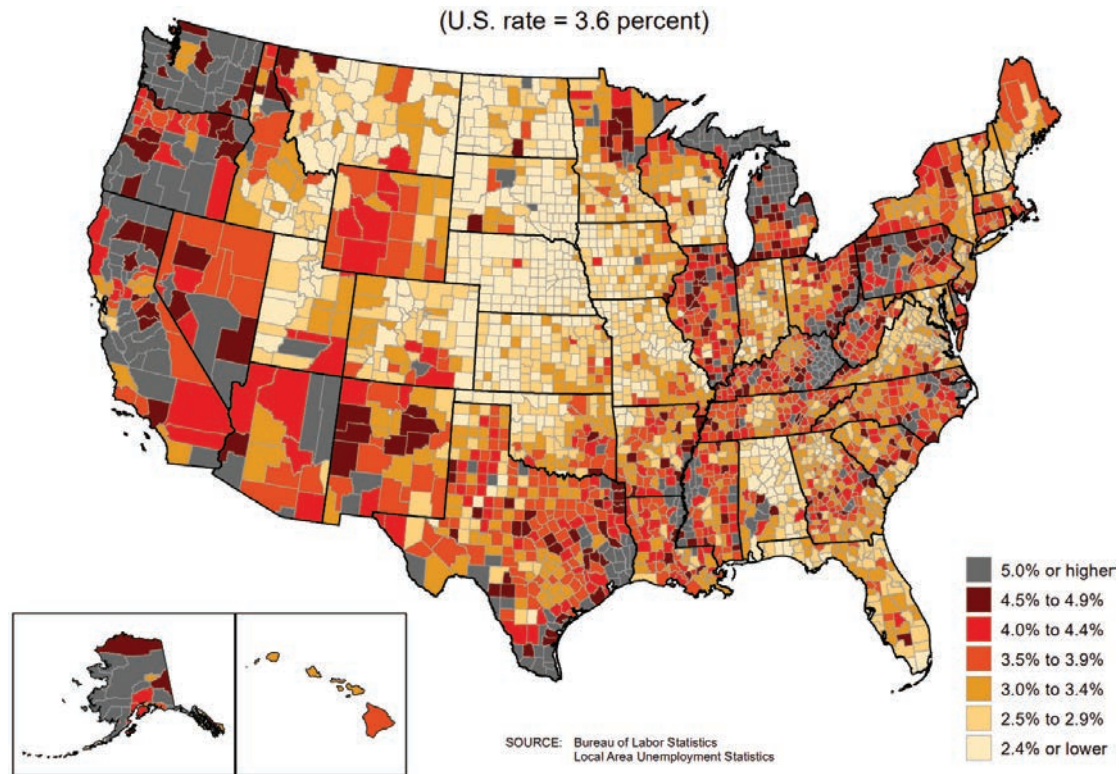 (U.S. rate = 3.6 percent)
5.0% or higher
4.5% to 4.9%
4.0% to 4.4%
3.5% to 3.9%
3.0% to 3.4%
2.5% to 2.9%
2.4% or lower
SOURCE: Bureau of Labor Statistics
Local Area Unemployment Statistics